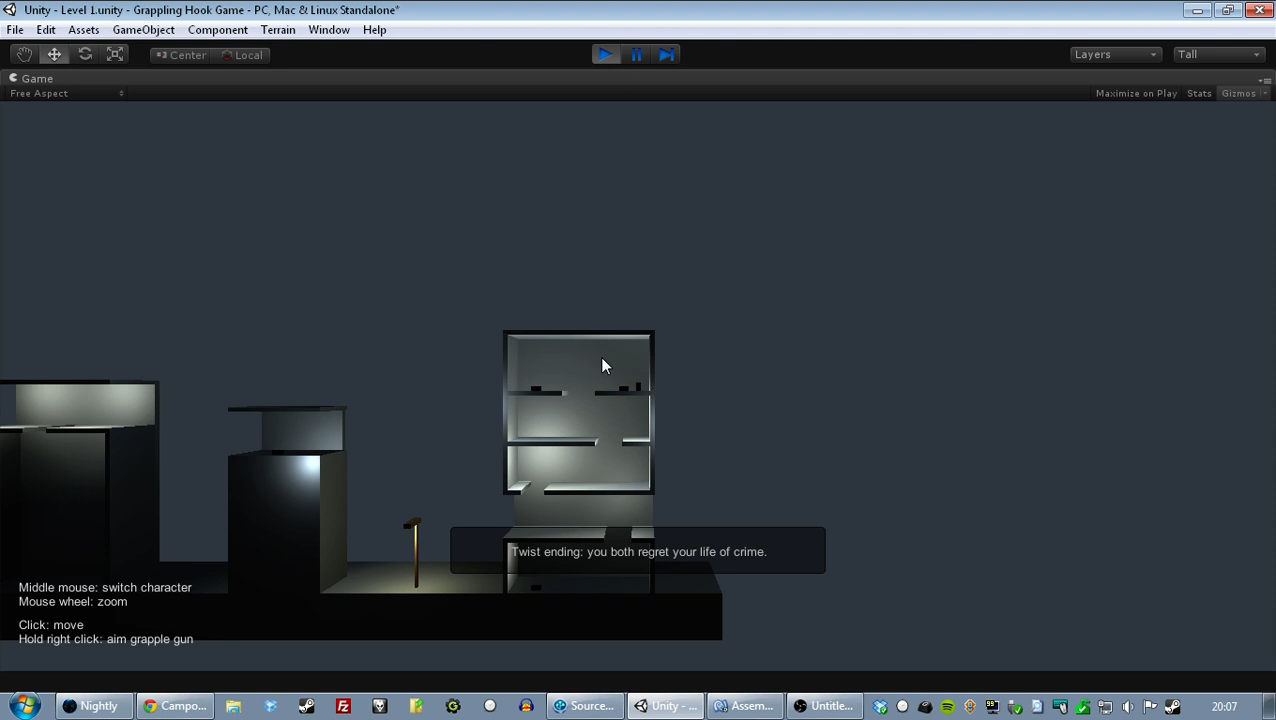 Unity - Level 1.unity - Grappling Hook Game - PC, Mac & Linux Standalone*
File Edit Assets GameObject Component Terrain Window Help
Center Local Layers Tall
Game
Free Aspect Maximize on Play Stats Gizmos
Twist ending: you both regret your life of crime.
Middle mouse: switch character
Mouse wheel: zoom
Click: move
Hold right click: aim grapple gun
Nightly Campo... Source... Unity - ... Assem... Untitle... 20:07